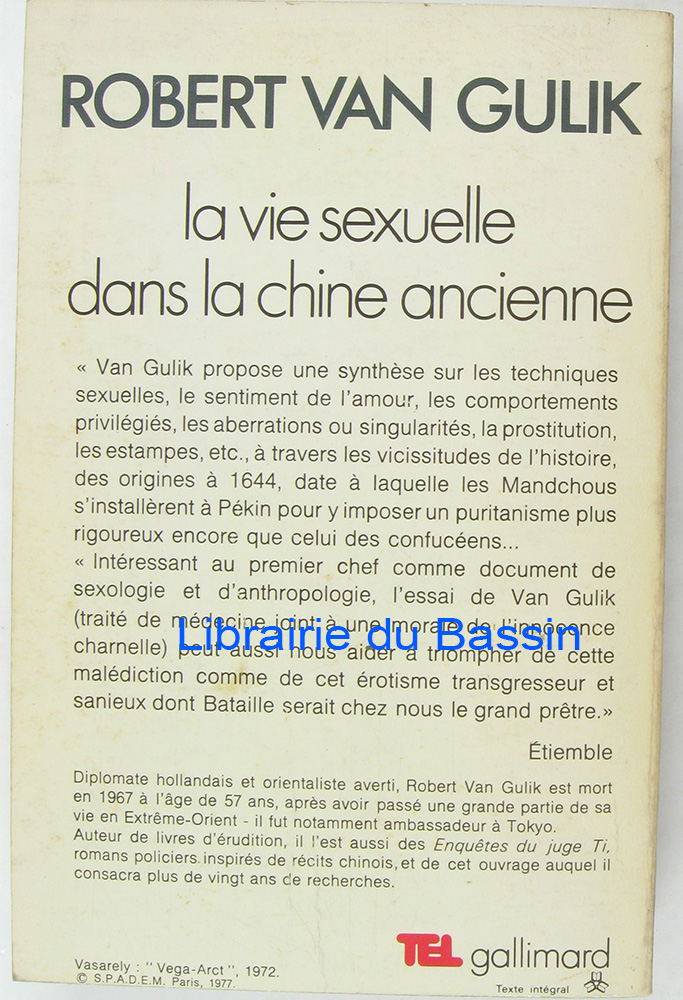 ROBERT VAN GULIK
la vie sexuelle
dans la chine ancienne
« Van Gulik propose une synthèse sur les techniques
sexuelles, le sentiment de l'amour, les comportements
privilégiés, les aberrations ou singularités, la prostitution,
les estampes, etc., à travers les vicissitudes de l'histoire,
des origines à 1644, date à laquelle les Mandchous
s'installèrent à Pékin pour y imposer un puritanisme plus
rigoureux encore que celui des confucéens...
« Intéressant au premier chef comme document de
sexologie et d'anthropologie, l'essai de Van Gulik
(traité de médecine joint à une morale de l'innocence
Librairie du Bassin
charnelle) peut aussi nous aider à triompher de cette
malédiction comme de cet érotisme transgresseur et
sanieux dont Bataille serait chez nous le grand prêtre.»
Étiemble
Diplomate hollandais et orientaliste averti, Robert Van Gulik est mort
en 1967 à l'âge de 57 ans, après avoir passé une grande partie de sa
vie en Extrême-Orient - il fut notamment ambassadeur à Tokyo.
Auteur de livres d'érudition, il l'est aussi des Enquêtes du juge Ti,
romans policiers inspirés de récits chinois, et de cet ouvrage auquel il
consacra plus de vingt ans de recherches.
TEL gallimard
Vasarely : "Vega-Arct", 1972.
© S.P.A.D.E.M. Paris, 1977.
Texte intégral